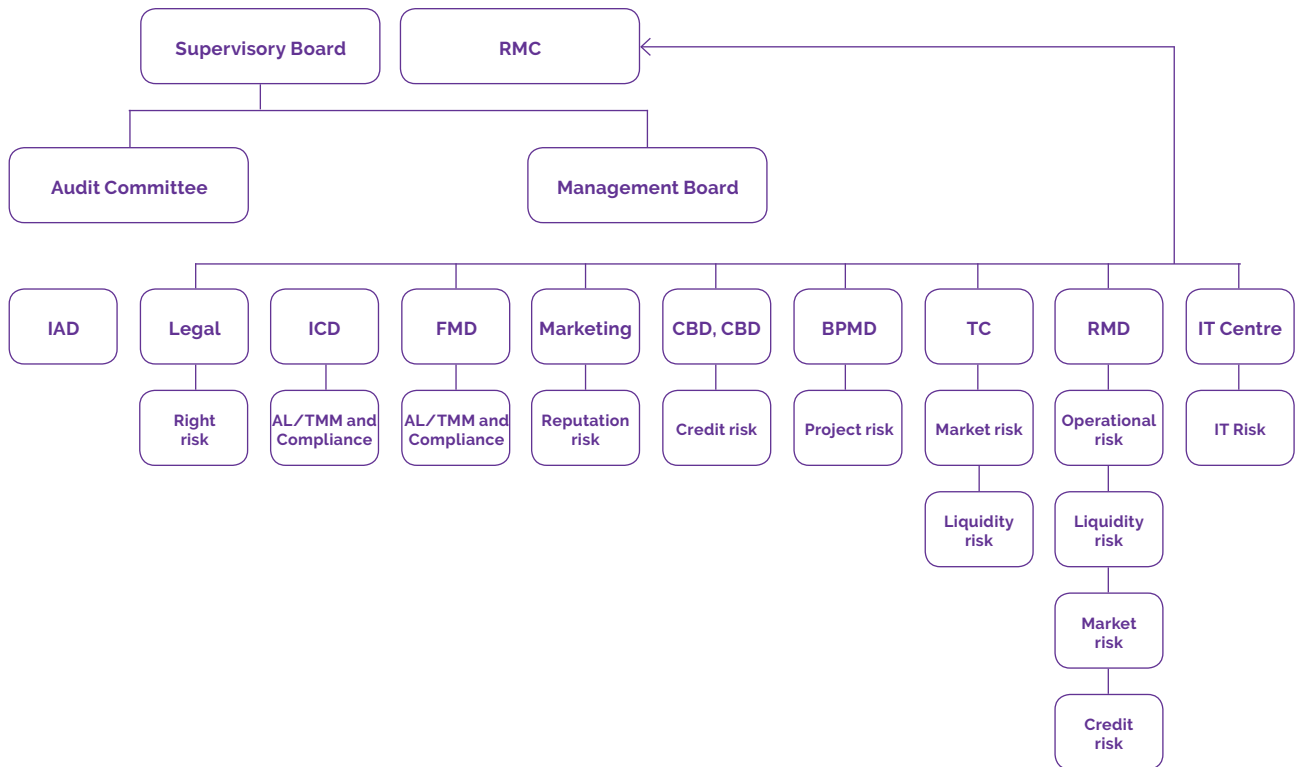 Supervisory Board
RMC
Audit Committee
Management Board
IAD
Legal
ICD
FMD
Marketing
CBD, CBD
BPMD
TC
RMD
IT Centre
Right
risk
AL/TMM and
Compliance
AL/TMM and
Compliance
Reputation
risk
Credit risk
Project risk
Market risk
Operational
risk
IT Risk
Liquidity
risk
Liquidity
risk
Market
risk
Credit
risk